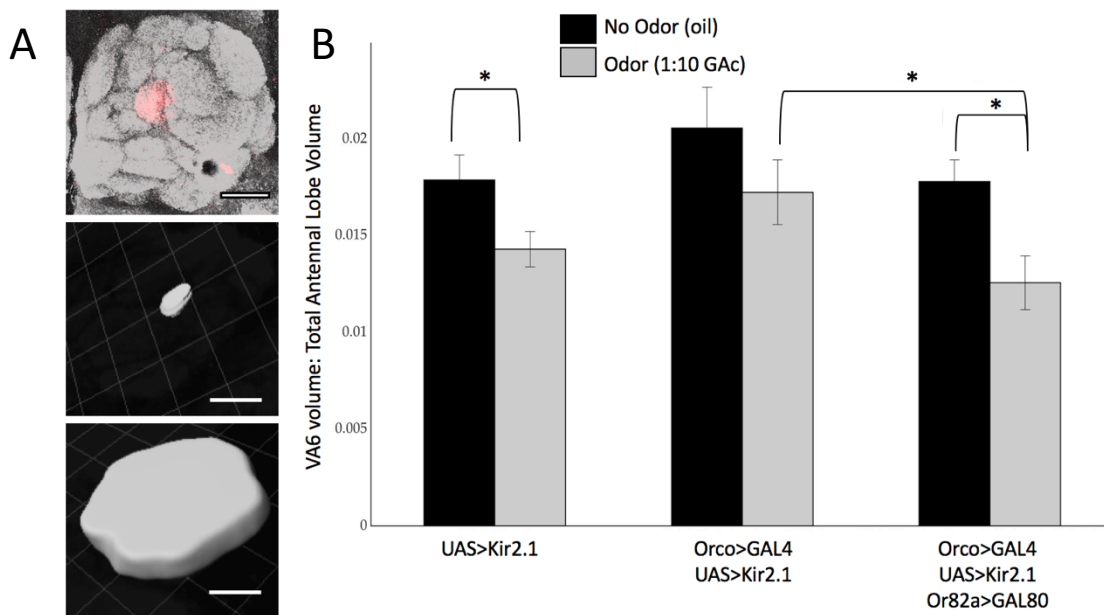 A
B
No Odor (oil)
Odor (1:10 GAc)
*
*
*
VA6 volume: Total Antennal Lobe Volume
0.02
0.015
0.01
0.005
0
UAS>Kir2.1
Orco>GAL4
UAS>Kir2.1
Orco>GAL4
UAS>Kir2.1
Or82a>GAL80